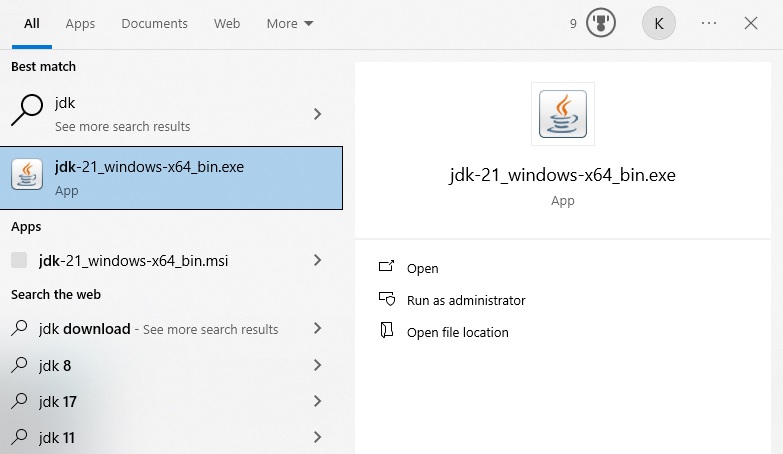 All Apps Documents Web More 9 K
Best match
jdk
See more search results
jdk-21_windows-x64_bin.exe
App
Apps
jdk-21_windows-x64_bin.msi
Search the web
jdk download - See more search results
jdk 8
jdk 17
jdk 11
jdk-21_windows-x64_bin.exe
App
Open
Run as administrator
Open file location